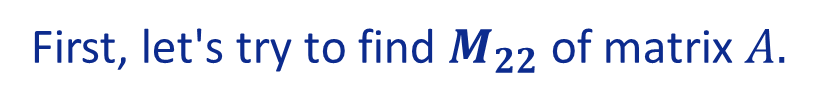 First, let's try to find M₂₂ of matrix A.